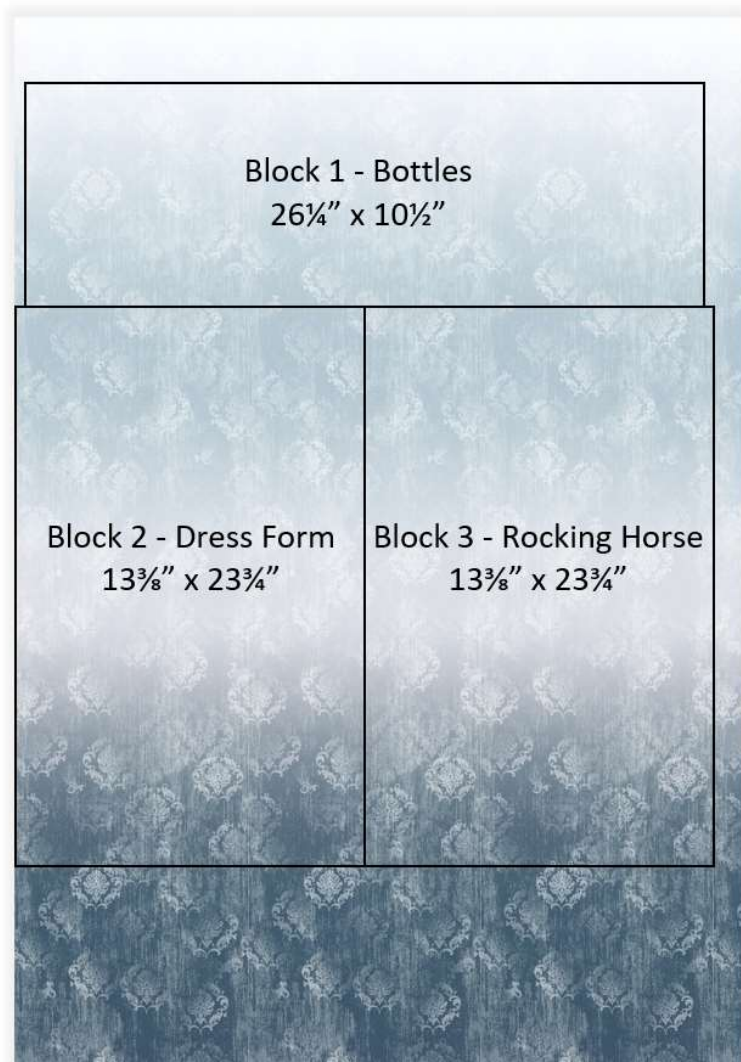 Block 1 - Bottles
26¼” x 10½”
Block 2 - Dress Form
13⅜” x 23¾”
Block 3 - Rocking Horse
13⅜” x 23¾”